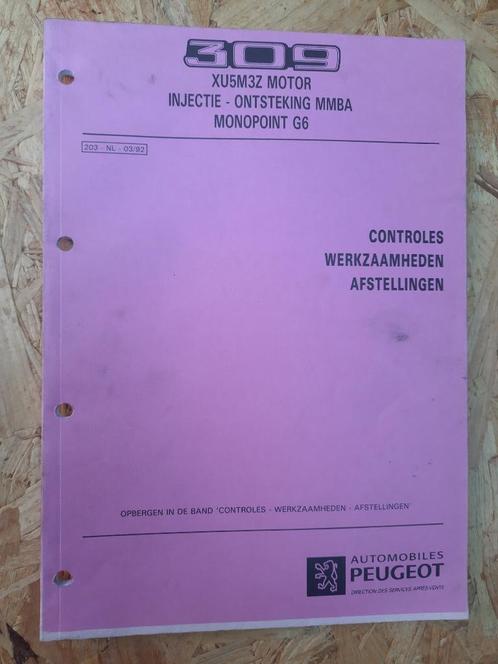 309
XU5M3Z MOTOR
INJECTIE - ONTSTEKING MMBA
MONOPOINT G6
203 - NL - 03/92
CONTROLES
WERKZAAMHEDEN
AFSTELLINGEN
OPBERGEN IN DE BAND 'CONTROLES - WERKZAAMHEDEN - AFSTELLINGEN'
AUTOMOBILES
PEUGEOT
DIRECTION DES SERVICES APRES-VENTE